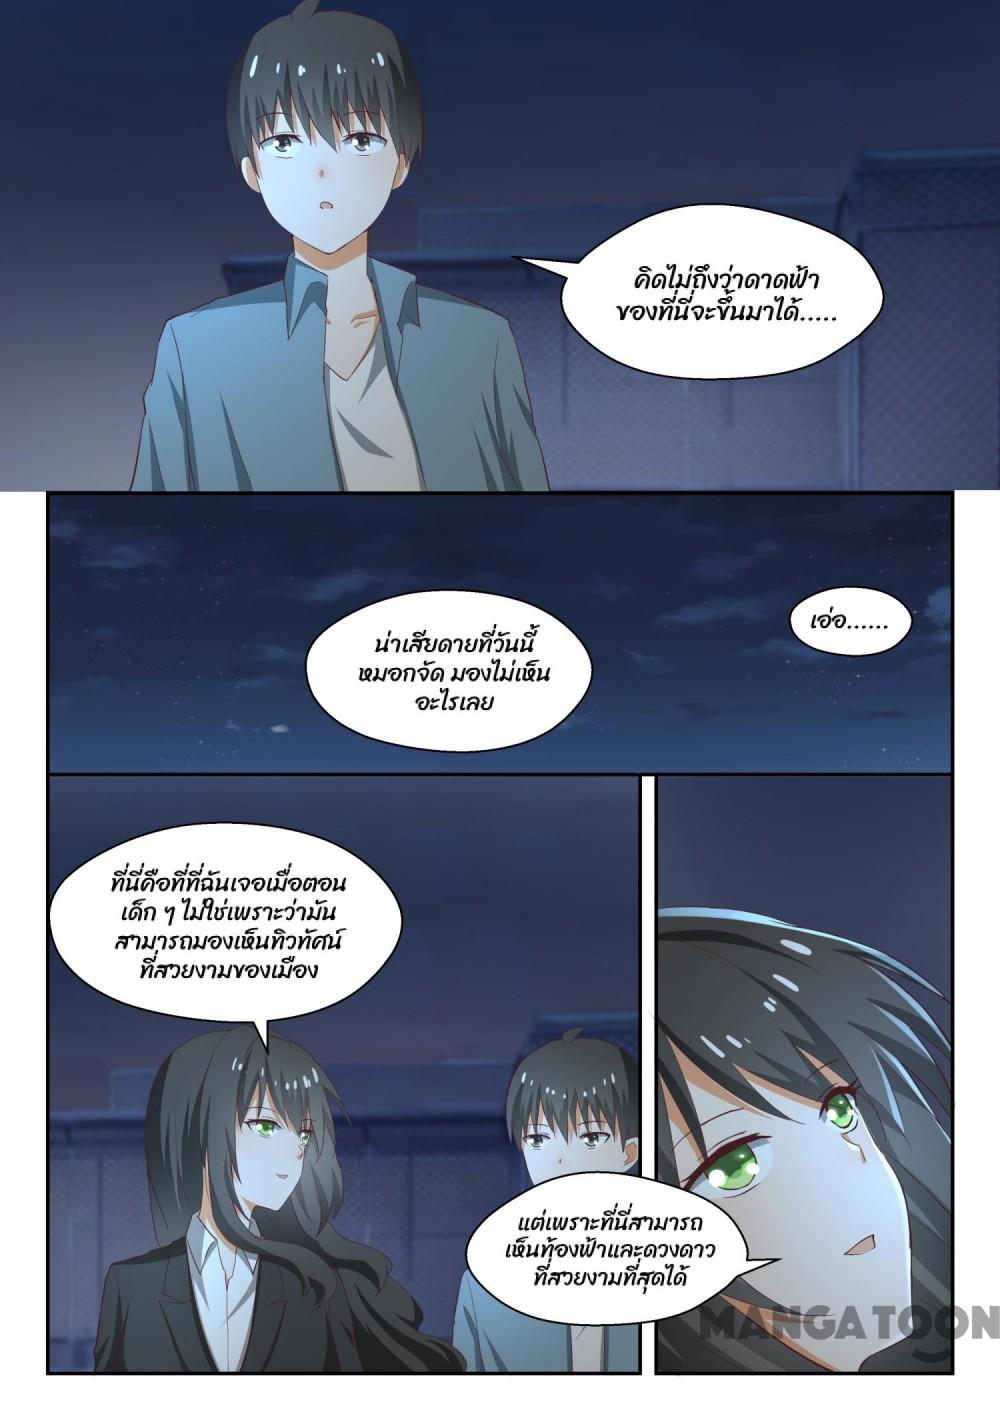 คิดไม่ถึงว่าดาดฟ้า
ของที่นี่จะขึ้นมาได้.....
เอ่อ......
น่าเสียดายที่วันนี้
หมอกจัด มองไม่เห็น
อะไรเลย
ที่นี่คือที่ที่ฉันเจอเมื่อตอน
เด็ก ๆ ไม่ใช่เพราะว่ามัน
สามารถมองเห็นทิวทัศน์
ที่สวยงามของเมือง
แต่เพราะที่นี่สามารถ
เห็นท้องฟ้าและดวงดาว
ที่สวยงามที่สุดได้
MANGATOON